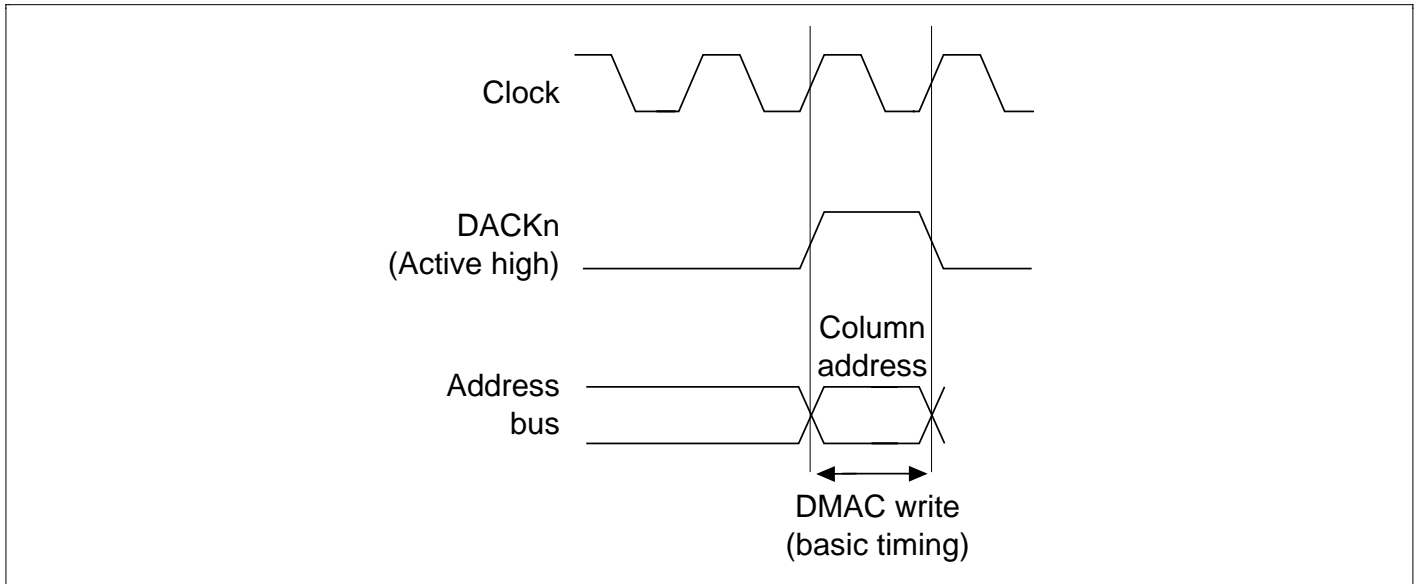 Clock
DACKn
(Active high)
Column
address
Address
bus
DMAC write
(basic timing)